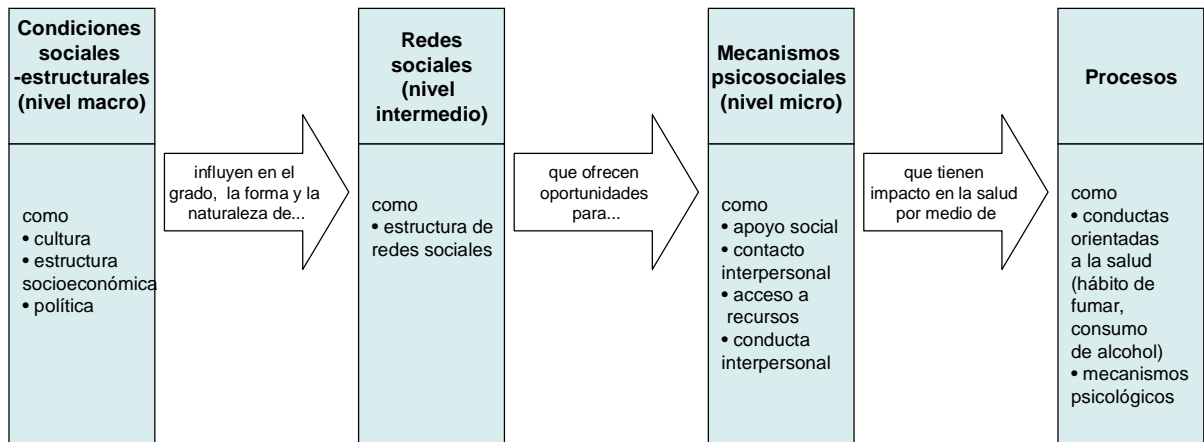 Condiciones
sociales
-estructurales
(nivel macro)
como
• cultura
• estructura
socioeconómica
• política
influyen en el
grado, la forma y la
naturaleza de...
Redes
sociales
(nivel
intermedio)
como
• estructura de
redes sociales
que ofrecen
oportunidades
para...
Mecanismos
psicosociales
(nivel micro)
como
• apoyo social
• contacto
interpersonal
• acceso a
recursos
• conducta
interpersonal
que tienen
impacto en la salud
por medio de
Procesos
como
• conductas
orientadas
a la salud
(hábito de
fumar,
consumo
de alcohol)
• mecanismos
psicológicos